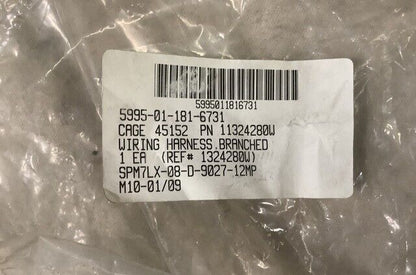 5995011816731
5995-01-181-6731
CAGE 45152 PN 11324280W
WIRING HARNESS,BRANCHED
1 EA (REF# 1324280W)
SPM7LX-08-D-9027-12MP
M10-01/09